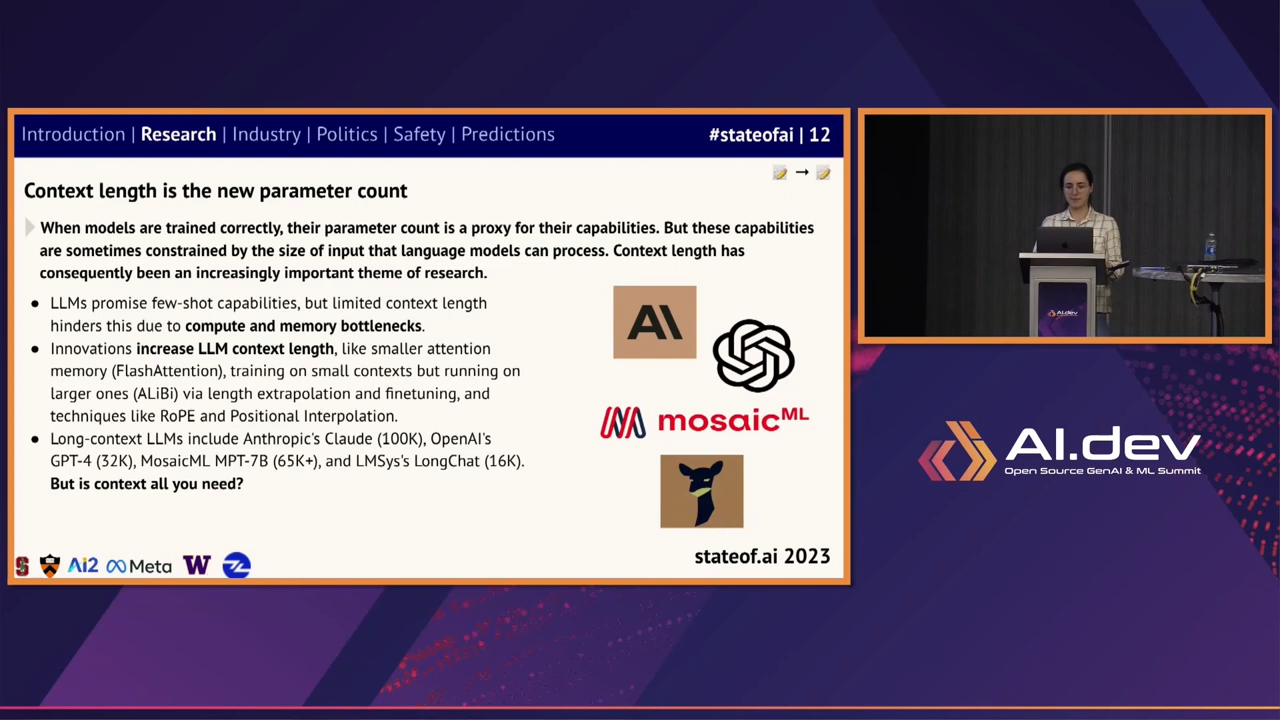 Introduction | Research | Industry | Politics | Safety | Predictions
#stateofai | 12
Context length is the new parameter count
When models are trained correctly, their parameter count is a proxy for their capabilities. But these capabilities
are sometimes constrained by the size of input that language models can process. Context length has
consequently been an increasingly important theme of research.
● LLMs promise few-shot capabilities, but limited context length
hinders this due to compute and memory bottlenecks.
● Innovations increase LLM context length, like smaller attention
memory (FlashAttention), training on small contexts but running on
larger ones (ALiBi) via length extrapolation and finetuning, and
techniques like RoPE and Positional Interpolation.
● Long-context LLMs include Anthropic's Claude (100K), OpenAI's
GPT-4 (32K), MosaicML MPT-7B (65K+), and LMSys's LongChat (16K).
But is context all you need?
AI
mosaicML
S
Ai2
Meta
W
stateof.ai 2023
AI.dev
AI.dev
Open Source GenAI & ML Summit